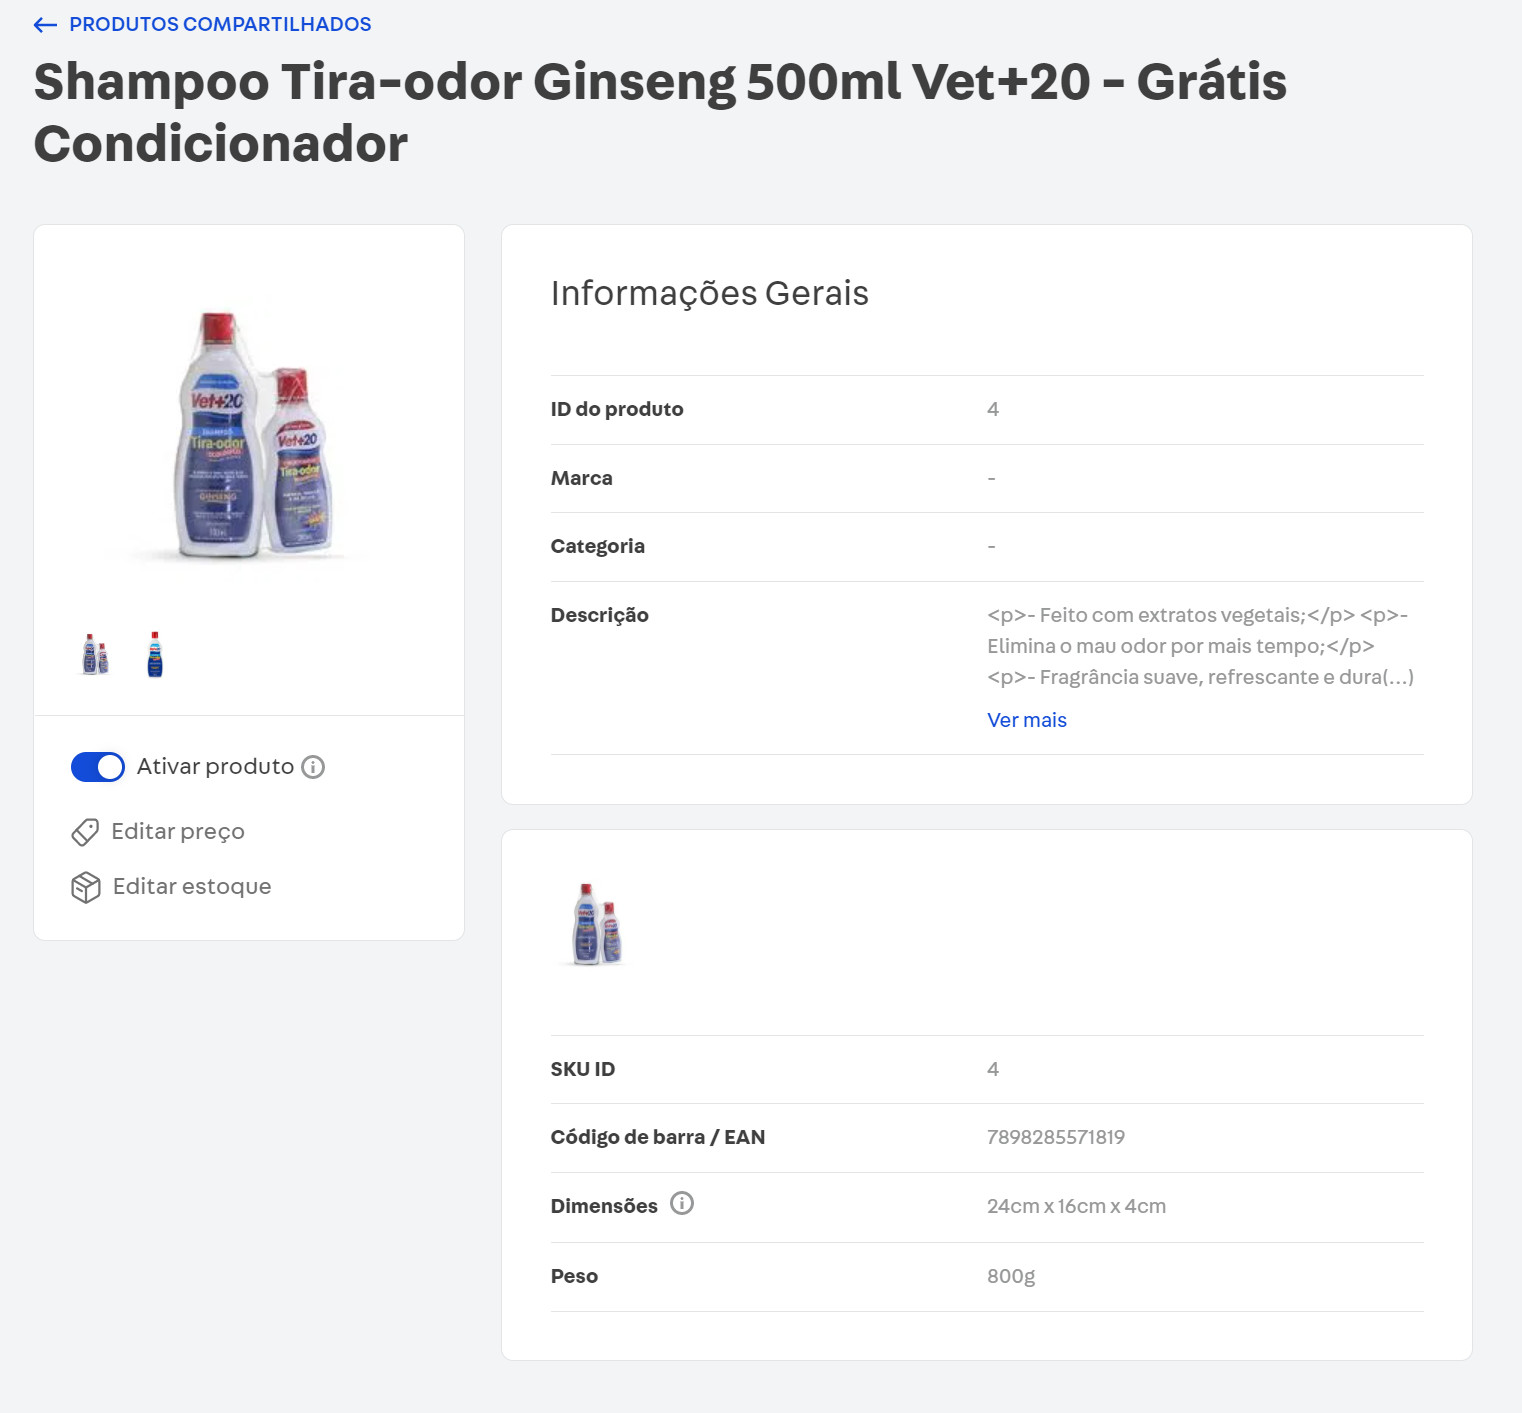 PRODUTOS COMPARTILHADOS
Shampoo Tira-odor Ginseng 500ml Vet+20 - Grátis
Condicionador
Vet+20
Tira-odor
GINSENG
Vet+20
Tira-odor
Ativar produto
Editar preço
Editar estoque
Informações Gerais
ID do produto 4
Marca -
Categoria -
Descrição <p>- Feito com extratos vegetais;</p> <p>-
Elimina o mau odor por mais tempo;</p>
<p>- Fragrância suave, refrescante e dura(...)
Ver mais
SKU ID 4
Código de barra / EAN 7898285571819
Dimensões 24cm x 16cm x 4cm
Peso 800g